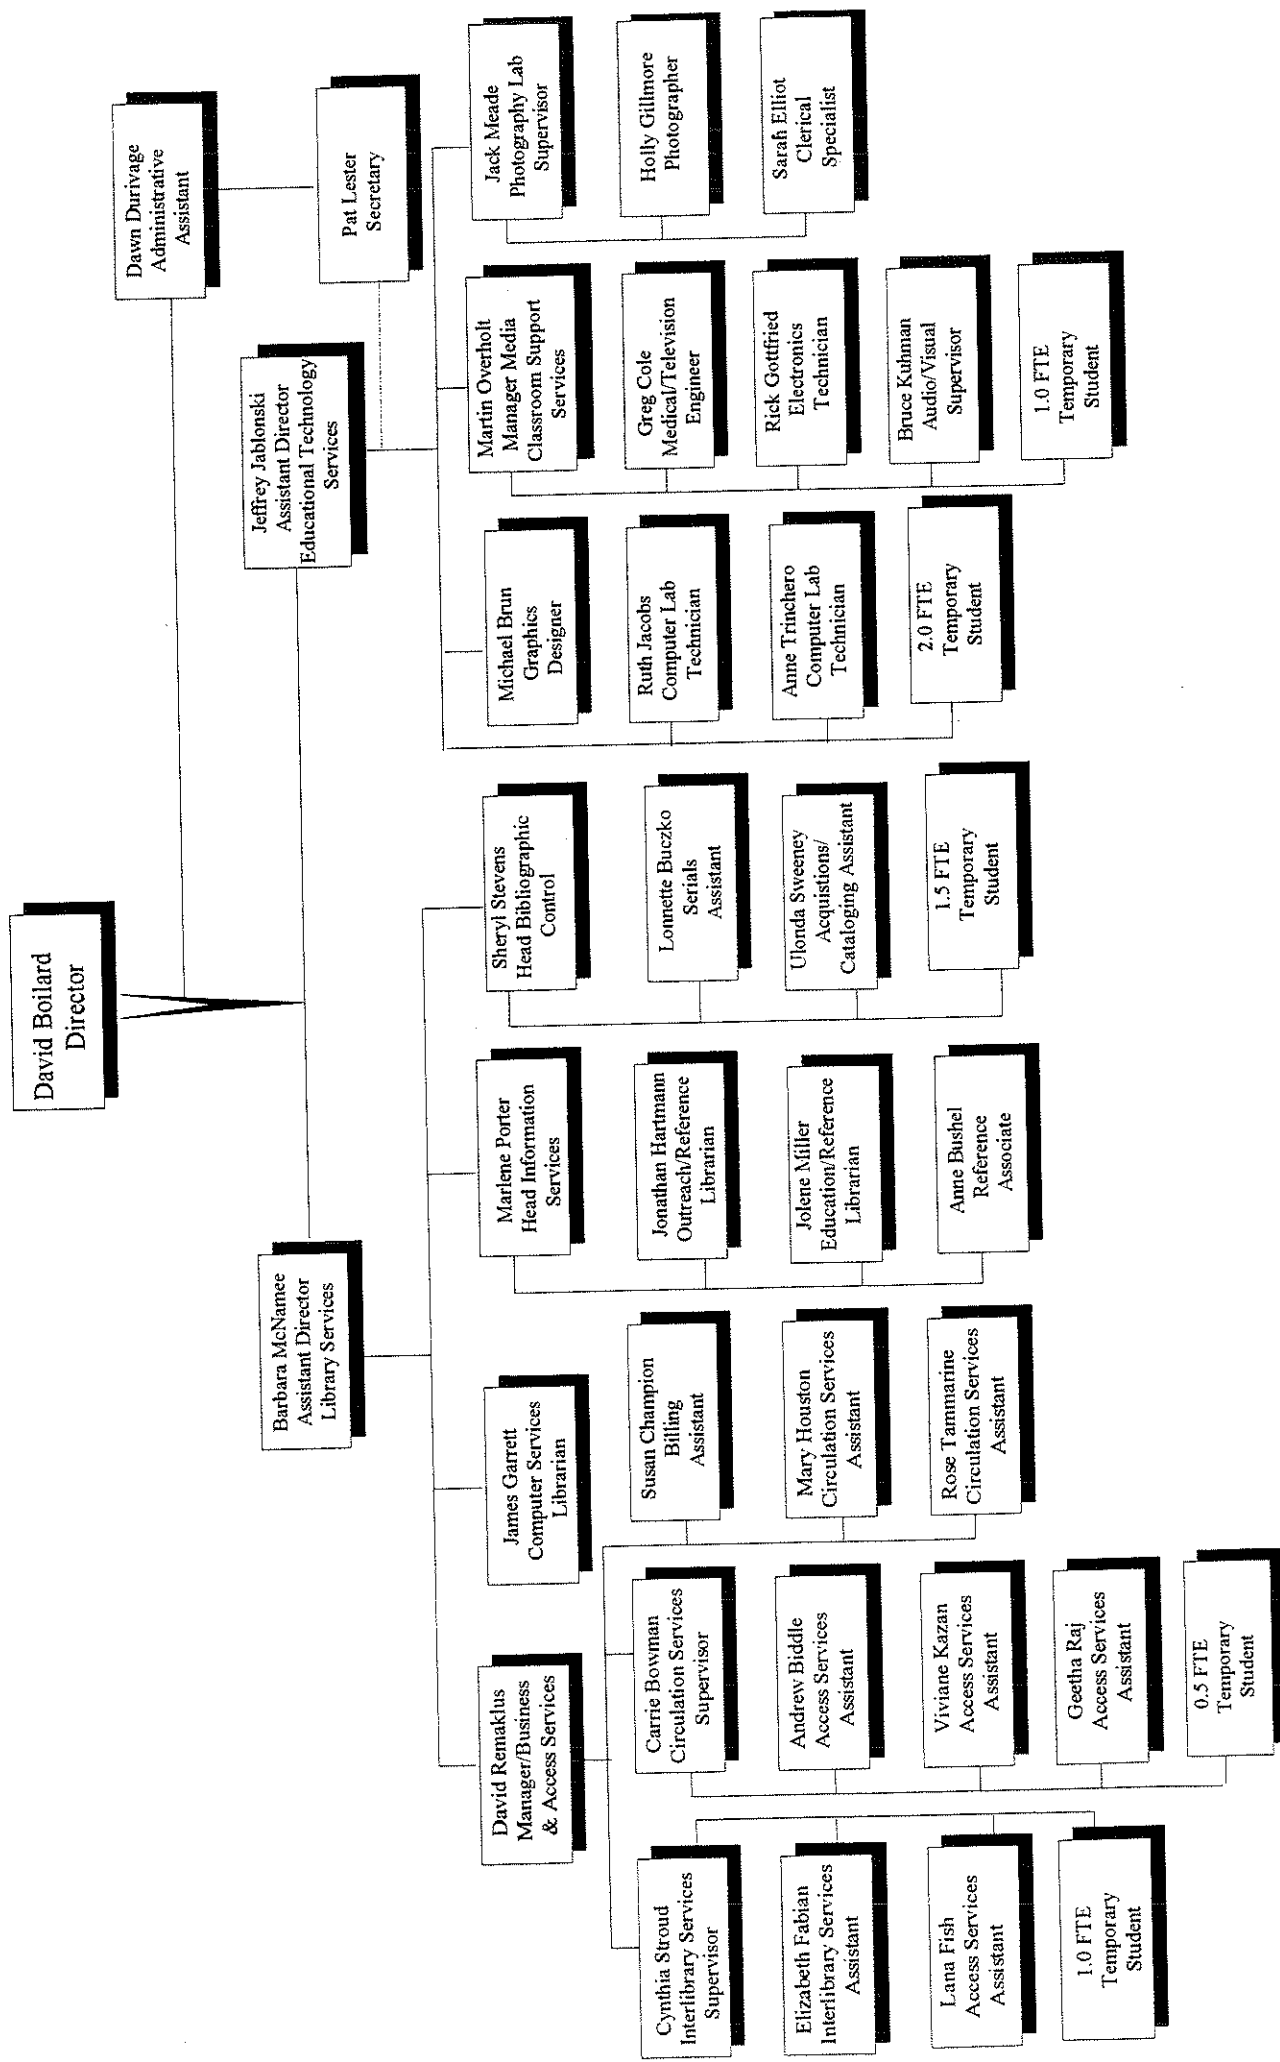 David Boilard
Director
Dawn Durivage
Administrative
Assistant
Pat Lester
Secretary
Barbara McNamee
Assistant Director
Library Services
Jeffrey Jablonski
Assistant Director
Educational Technology
Services
David Remaklus
Manager/Business
& Access Services
James Garrett
Computer Services
Librarian
Marlene Porter
Head Information
Services
Sheryl Stevens
Head Bibliographic
Control
Michael Brun
Graphics
Designer
Martin Overholt
Manager Media
Classroom Support
Services
Jack Meade
Photography Lab
Supervisor
Cynthia Stroud
Interlibrary Services
Supervisor
Elizabeth Fabian
Interlibrary Services
Assistant
Lana Fish
Access Services
Assistant
1.0 FTE
Temporary
Student
Carrie Bowman
Circulation Services
Supervisor
Andrew Biddle
Access Services
Assistant
Viviane Kazan
Access Services
Assistant
Geetha Raj
Access Services
Assistant
0.5 FTE
Temporary
Student
Susan Champion
Billing
Assistant
Mary Houston
Circulation Services
Assistant
Rose Tammarine
Circulation Services
Assistant
Jonathan Hartmann
Outreach/Reference
Librarian
Jolene Miller
Education/Reference
Librarian
Anne Bushel
Reference
Associate
Lonnette Buczko
Serials
Assistant
Ulonda Sweeney
Acquistions/
Cataloging Assistant
1.5 FTE
Temporary
Student
Ruth Jacobs
Computer Lab
Technician
Anne Trinchero
Computer Lab
Technician
2.0 FTE
Temporary
Student
Greg Cole
Medical/Television
Engineer
Rick Gottfried
Electronics
Technician
Bruce Kuhman
Audio/Visual
Supervisor
1.0 FTE
Temporary
Student
Holly Gillmore
Photographer
Sarah Elliot
Clerical
Specialist